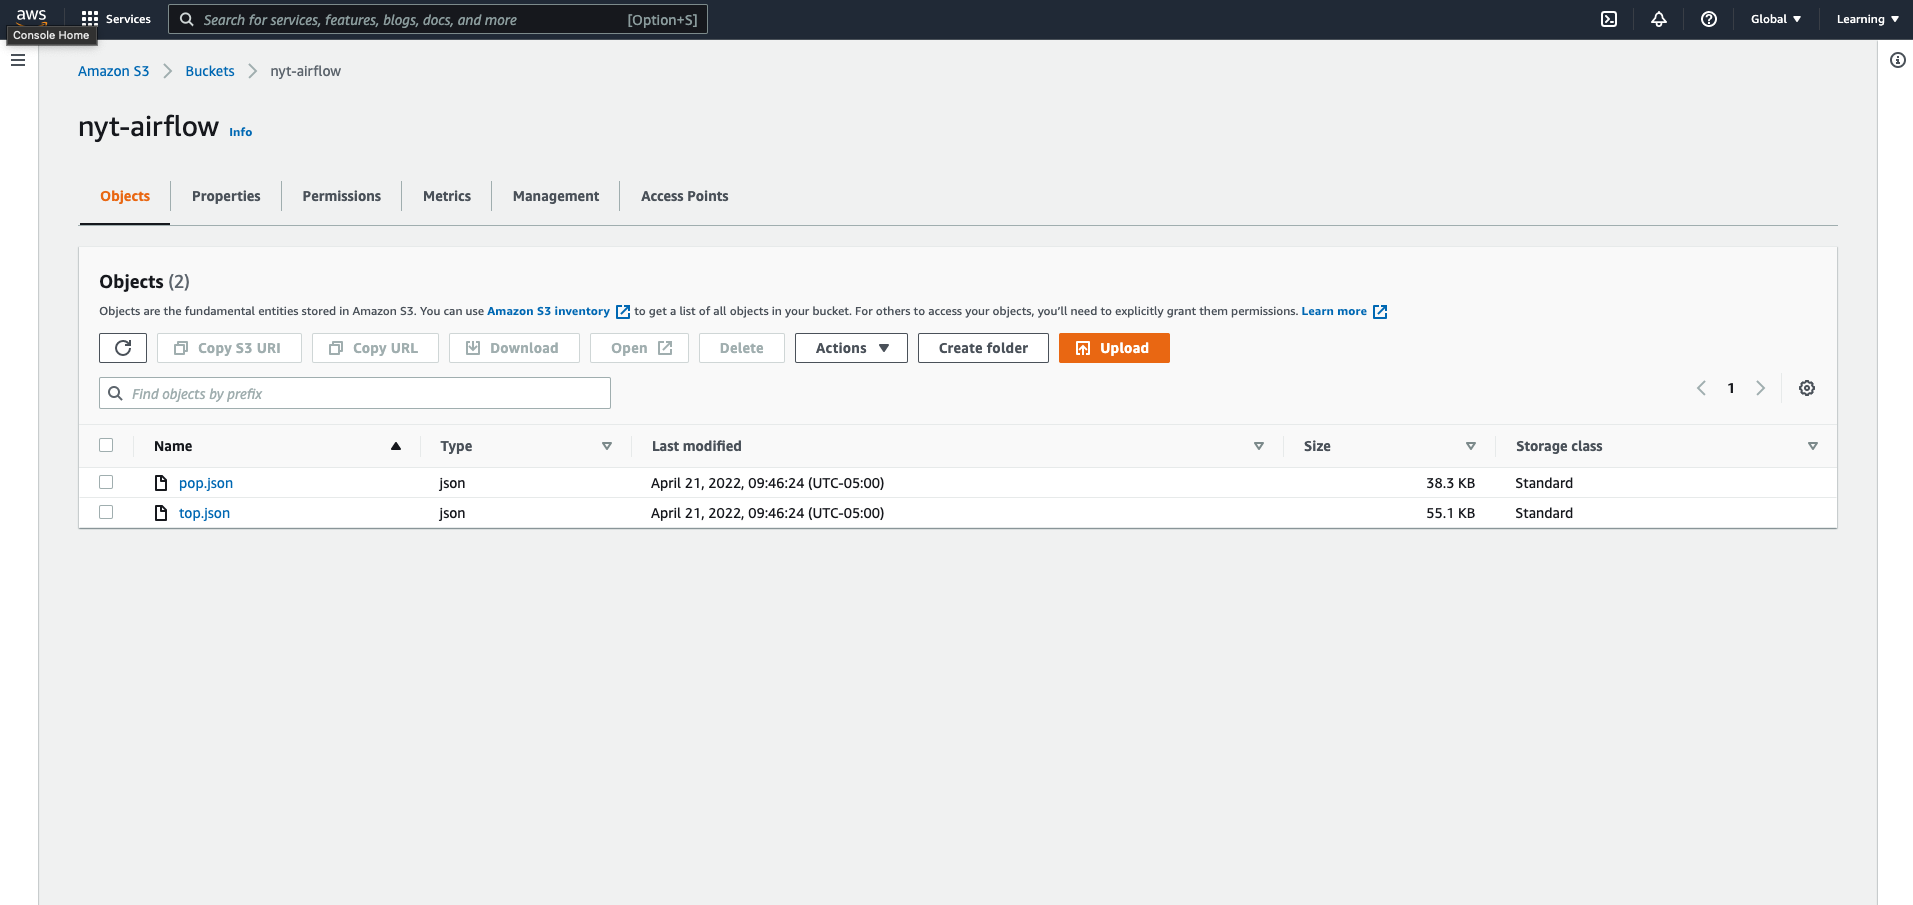 aws Services Search for services, features, blogs, docs, and more [Option+S] Global Learning
Console Home
Amazon S3 Buckets nyt-airflow
nyt-airflow Info
Objects Properties Permissions Metrics Management Access Points
Objects (2)
Objects are the fundamental entities stored in Amazon S3. You can use Amazon S3 inventory to get a list of all objects in your bucket. For others to access your objects, you'll need to explicitly grant them permissions. Learn more
Copy S3 URI Copy URL Download Open Delete Actions Create folder Upload
Find objects by prefix 1
Name Type Last modified Size Storage class
pop.json json April 21, 2022, 09:46:24 (UTC-05:00) 38.3 KB Standard
top.json json April 21, 2022, 09:46:24 (UTC-05:00) 55.1 KB Standard